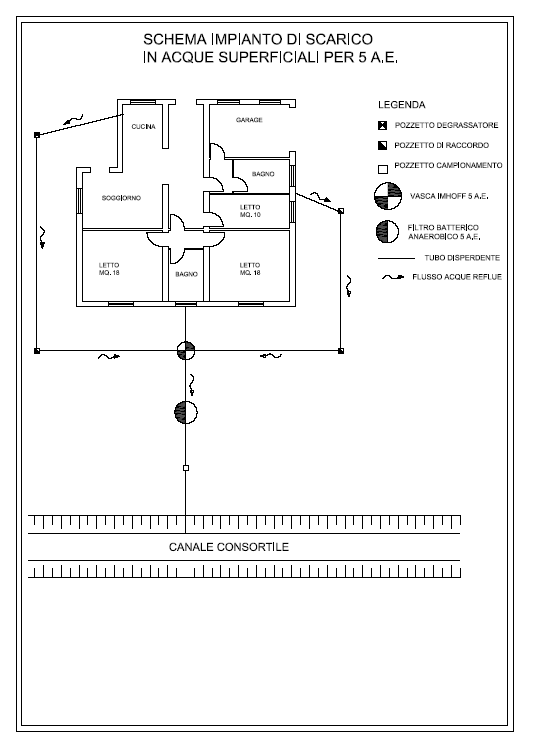 SCHEMA IMPIANTO DI SCARICO
IN ACQUE SUPERFICIALI PER 5 A.E.
CUCINA
GARAGE
BAGNO
SOGGIORNO
LETTO
MQ. 10
LETTO
MQ. 18
BAGNO
LETTO
MQ. 18
LEGENDA
POZZETTO DEGRASSATORE
POZZETTO DI RACCORDO
POZZETTO CAMPIONAMENTO
VASCA IMHOFF 5 A.E.
FILTRO BATTERICO
ANAEROBICO 5 A.E.
TUBO DISPERDENTE
FLUSSO ACQUE REFLUE
CANALE CONSORTILE